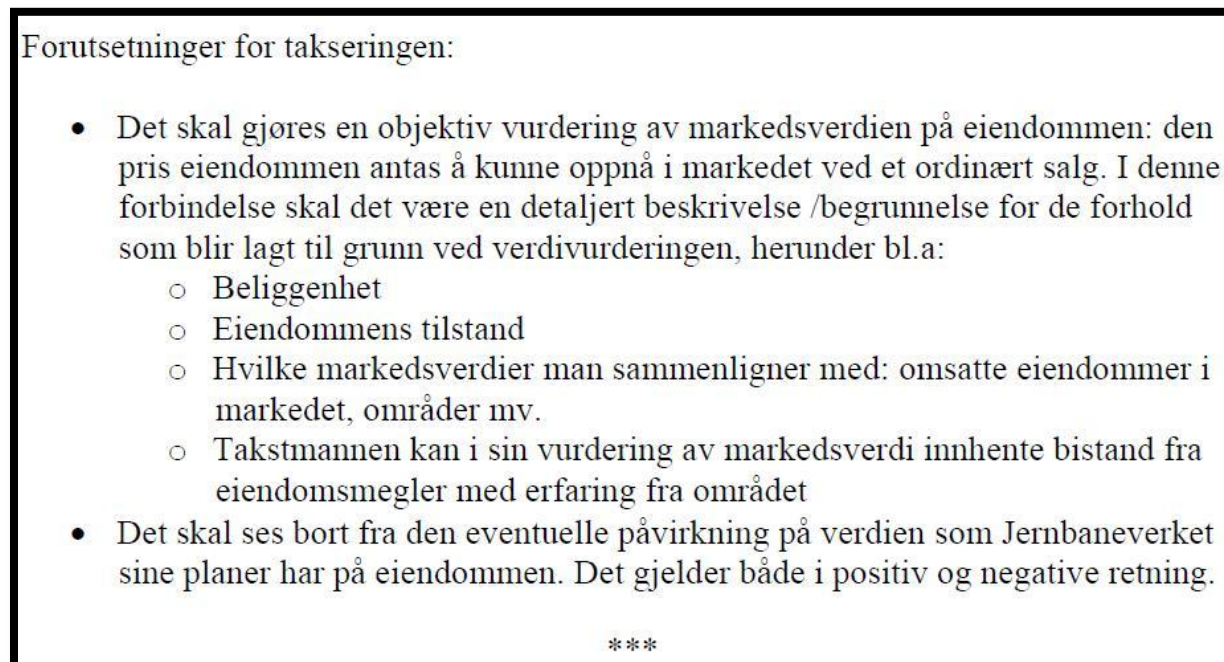 Forutsetninger for takseringen:
• Det skal gjøres en objektiv vurdering av markedsverdien på eiendommen: den
pris eiendommen antas å kunne oppnå i markedet ved et ordinært salg. I denne
forbindelse skal det være en detaljert beskrivelse /begrunnelse for de forhold
som blir lagt til grunn ved verdivurderingen, herunder bl.a:
o Beliggenhet
o Eiendommens tilstand
o Hvilke markedsverdier man sammenligner med: omsatte eiendommer i
markedet, områder mv.
o Takstmannen kan i sin vurdering av markedsverdi innhente bistand fra
eiendomsmegler med erfaring fra området
• Det skal ses bort fra den eventuelle påvirkning på verdien som Jernbaneverket
sine planer har på eiendommen. Det gjelder både i positiv og negative retning.
***